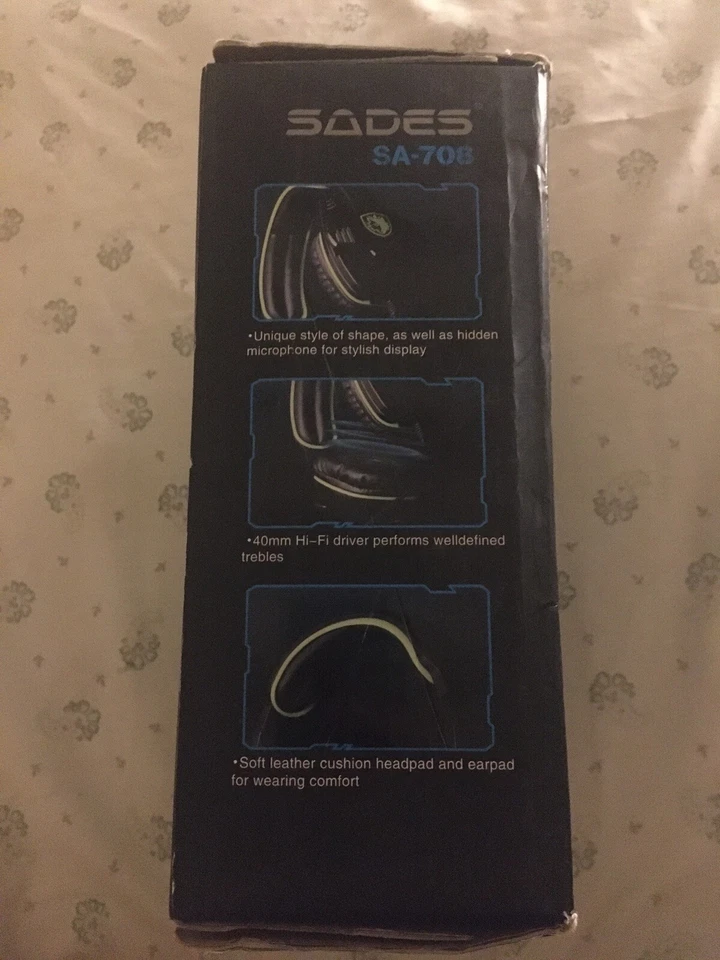 SADES
SA-708
•Unique style of shape, as well as hidden
microphone for stylish display
•40mm Hi-Fi driver performs welldefined
trebles
•Soft leather cushion headpad and earpad
for wearing comfort